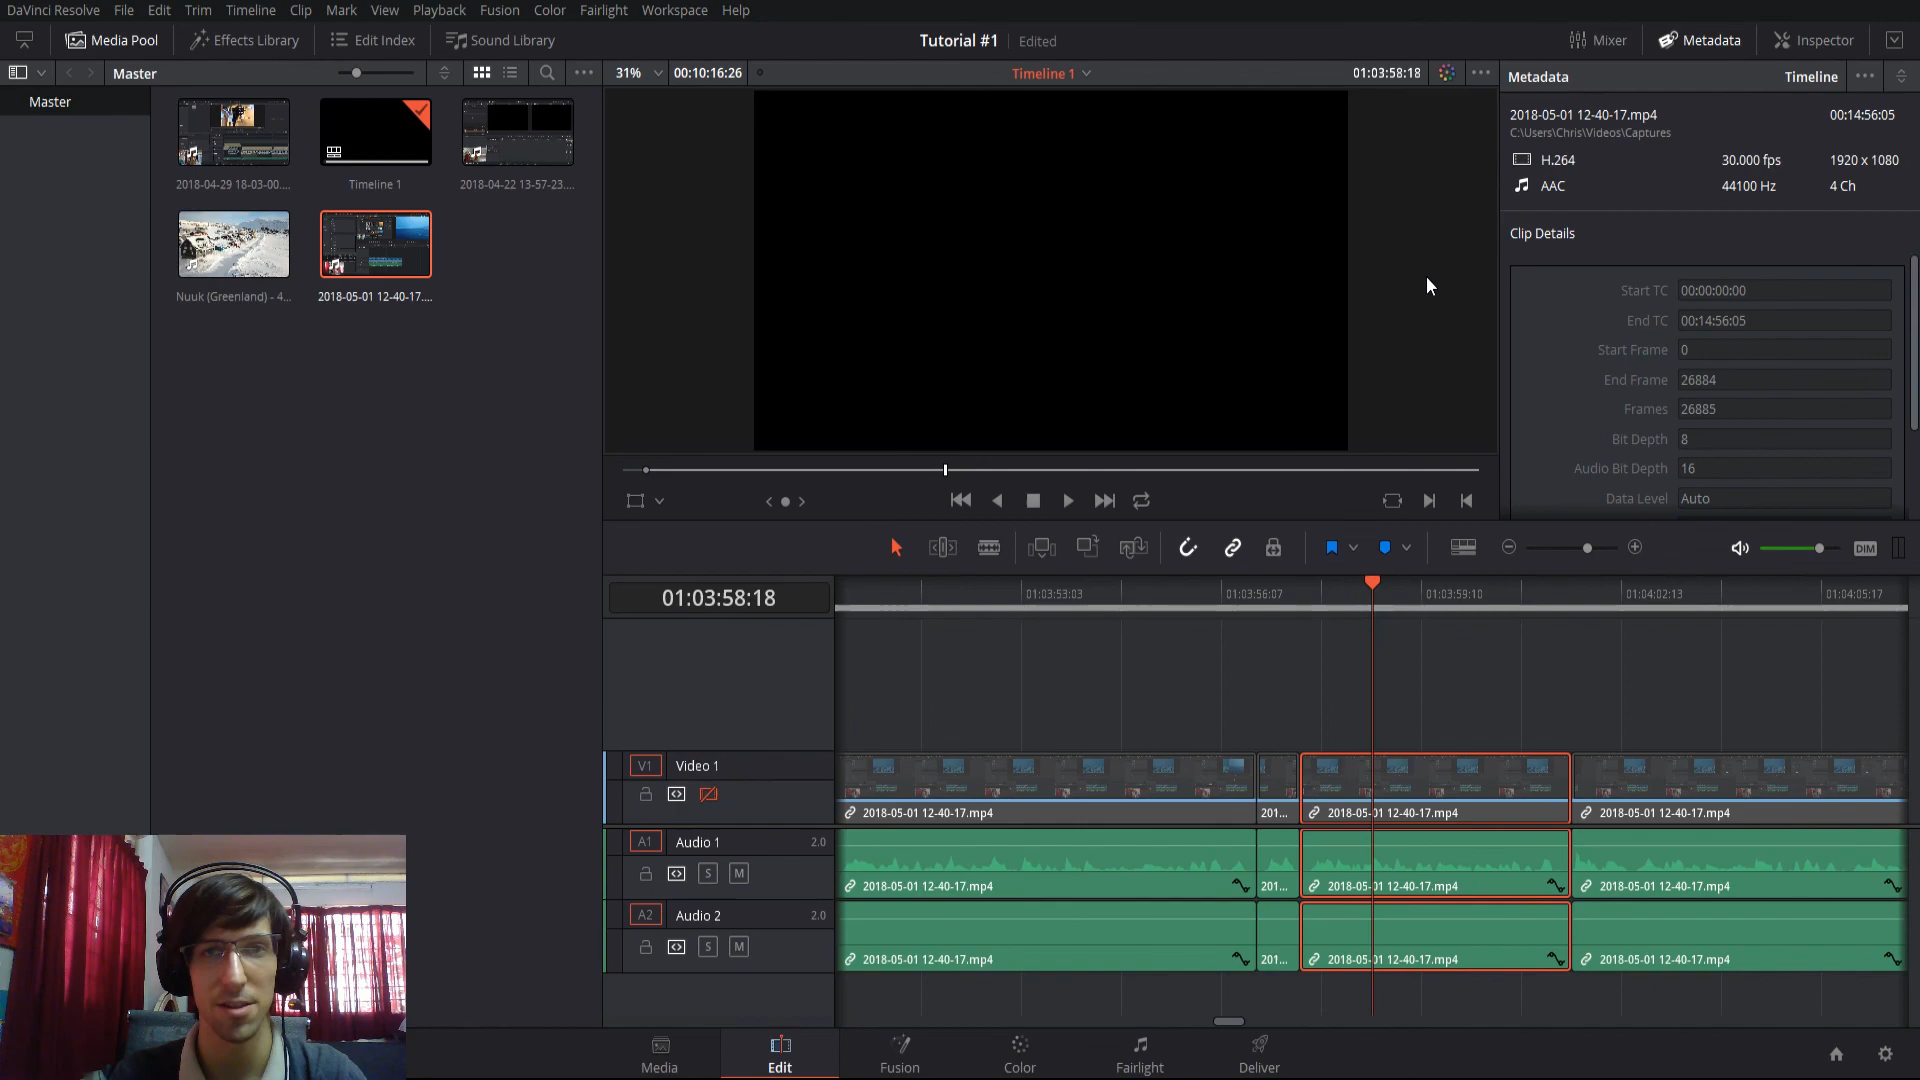 DaVinci Resolve File Edit Trim Timeline Clip Mark View Playback Fusion Color Fairlight Workspace Help
Media Pool Effects Library Edit Index Sound Library Tutorial #1 Edited Mixer Metadata Inspector
Master 31% 00:10:16:26 Timeline 1 01:03:58:18 Metadata Timeline
Master
2018-05-01 12-40-17.mp4 00:14:56:05
C:\Users\Chris\Videos\Captures
H.264 30.000 fps 1920 x 1080
AAC 44100 Hz 4 Ch
2018-04-29 18-03-00.... Timeline 1 2018-04-22 13-57-23....
Clip Details
Nuuk (Greenland) - 4... 2018-05-01 12-40-17....
Start TC 00:00:00:00
End TC 00:14:56:05
Start Frame 0
End Frame 26884
Frames 26885
Bit Depth 8
Audio Bit Depth 16
Data Level Auto
DIM
01:03:58:18 01:03:53:03 01:03:56:07 01:03:59:10 01:04:02:13 01:04:05:17
V1 Video 1
2018-05-01 12-40-17.mp4 201... 2018-05-01 12-40-17.mp4 2018-05-01 12-40-17.mp4
A1 Audio 1 2.0
S M
2018-05-01 12-40-17.mp4 201... 2018-05-01 12-40-17.mp4 2018-05-01 12-40-17.mp4
A2 Audio 2 2.0
S M
2018-05-01 12-40-17.mp4 201... 2018-05-01 12-40-17.mp4 2018-05-01 12-40-17.mp4
Media Edit Fusion Color Fairlight Deliver